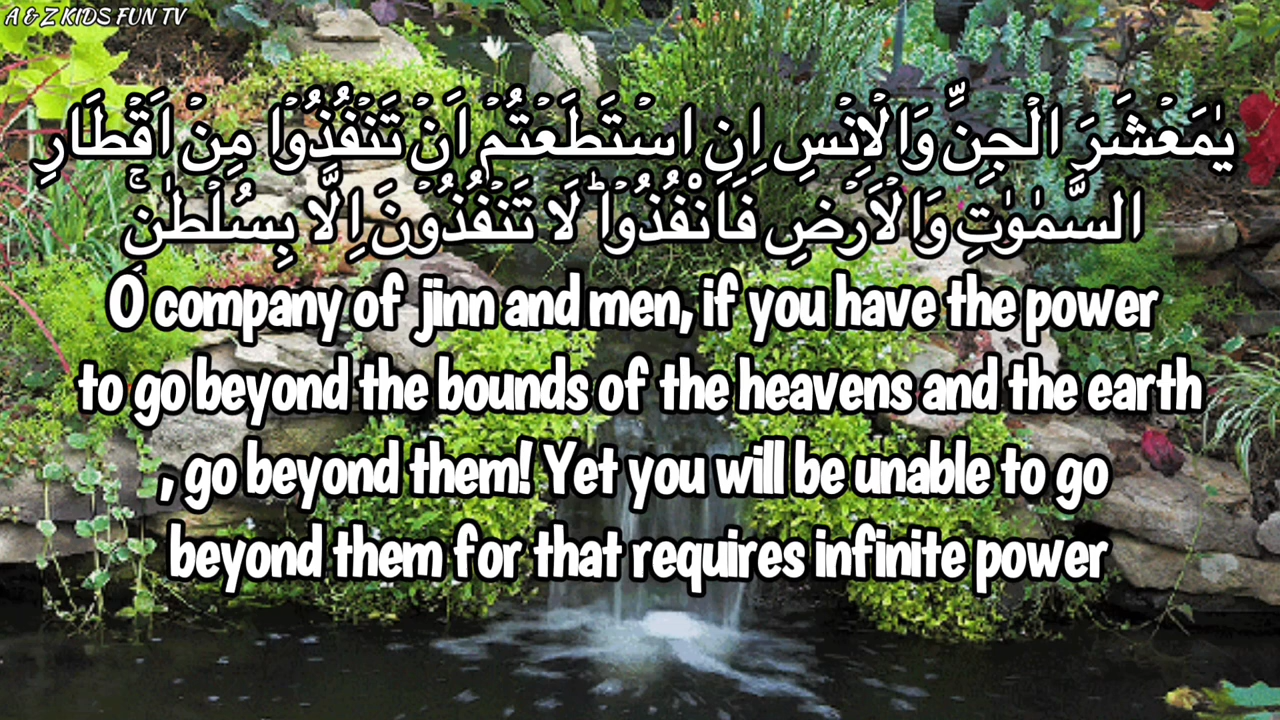 A & Z KIDS FUN TV
يٰمَعۡشَرَ الۡجِنِّ وَالۡاِنۡسِ اِنِ اسۡتَطَعۡتُمۡ اَنۡ تَنۡفُذُوۡا مِنۡ اَقۡطَارِ
السَّمٰوٰتِ وَالۡاَرۡضِ فَانْفُذُوۡا‌ؕ لَا تَنۡفُذُوۡنَ اِلَّا بِسُلۡطٰنٍ‌ۚ
O company of jinn and men, if you have the power
to go beyond the bounds of the heavens and the earth
, go beyond them! Yet you will be unable to go
beyond them for that requires infinite power